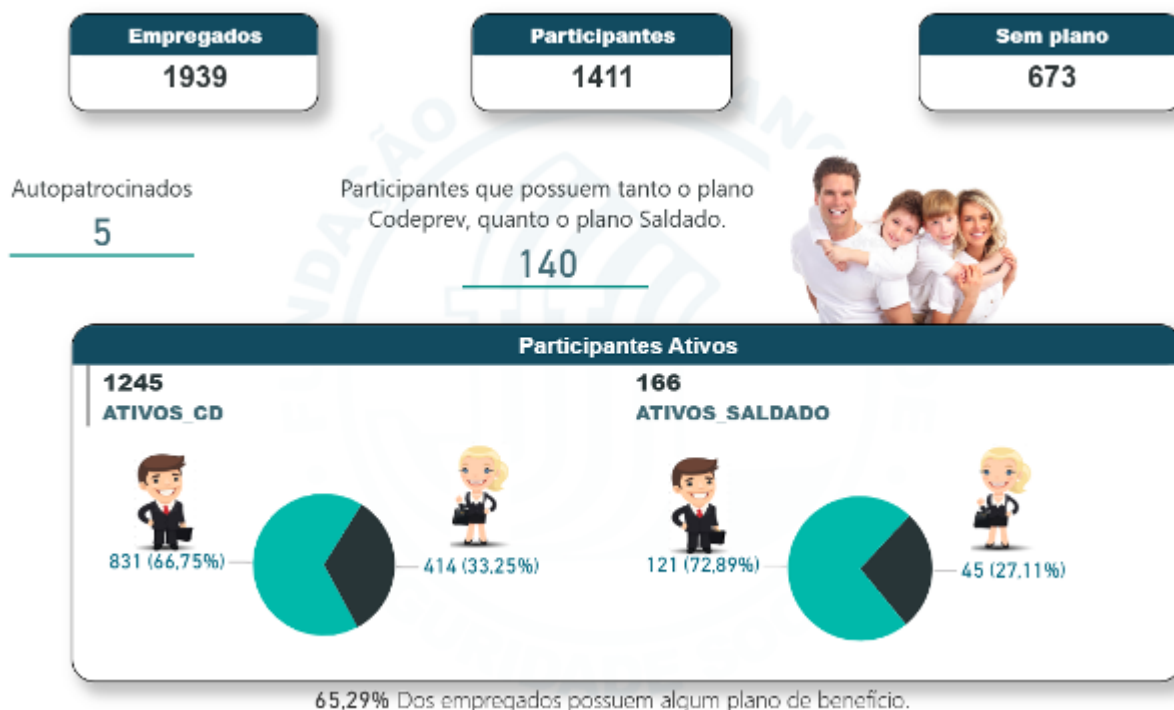 Empregados
1939
Participantes
1411
Sem plano
673
Autopatrocinados
5
Participantes que possuem tanto o plano
Codeprev, quanto o plano Saldado.
140
Participantes Ativos
1245
ATIVOS_CD
166
ATIVOS_SALDADO
831 (66,75%)
414 (33,25%)
121 (72,89%)
45 (27,11%)
65,29% Dos empregados possuem algum plano de benefício.